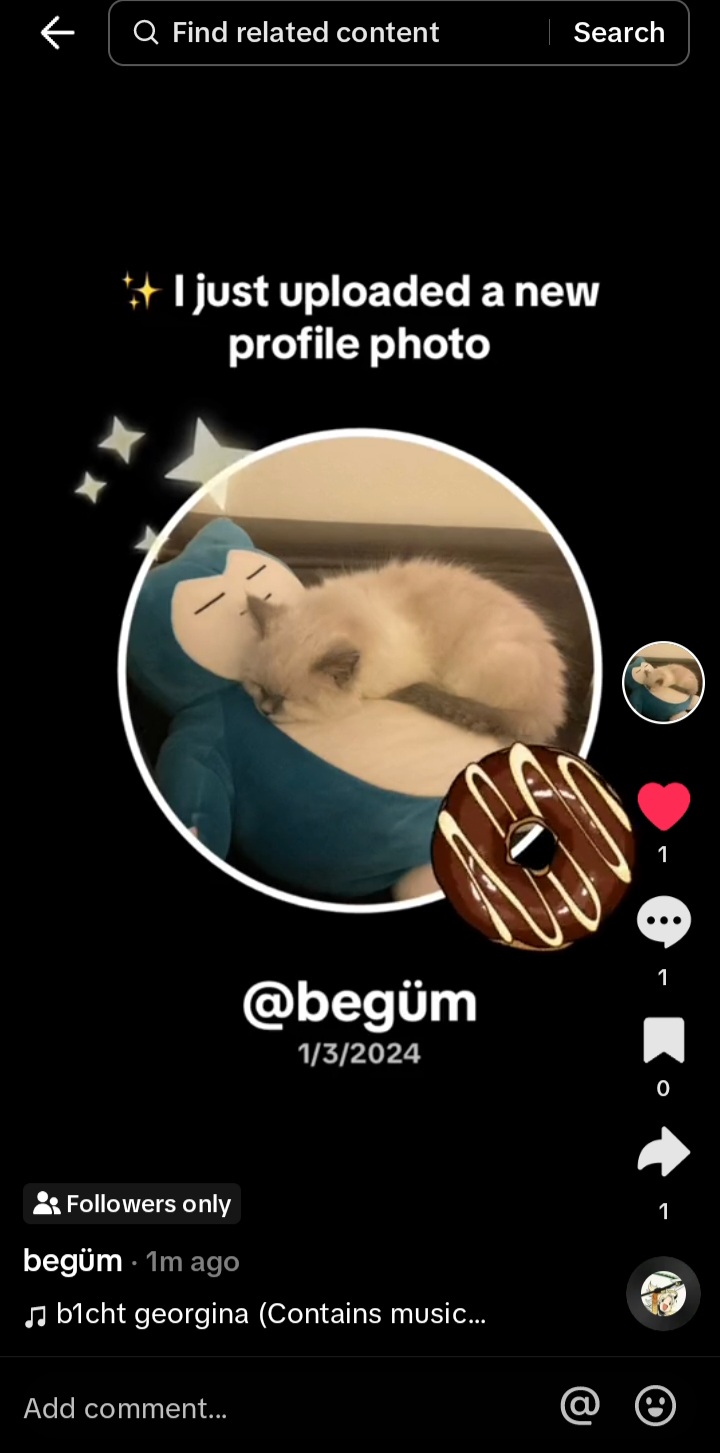 Find related content
Search
✨ I just uploaded a new
profile photo
@begüm
1/3/2024
1
1
0
1
Followers only
begüm · 1m ago
b1cht georgina (Contains music...
Add comment...